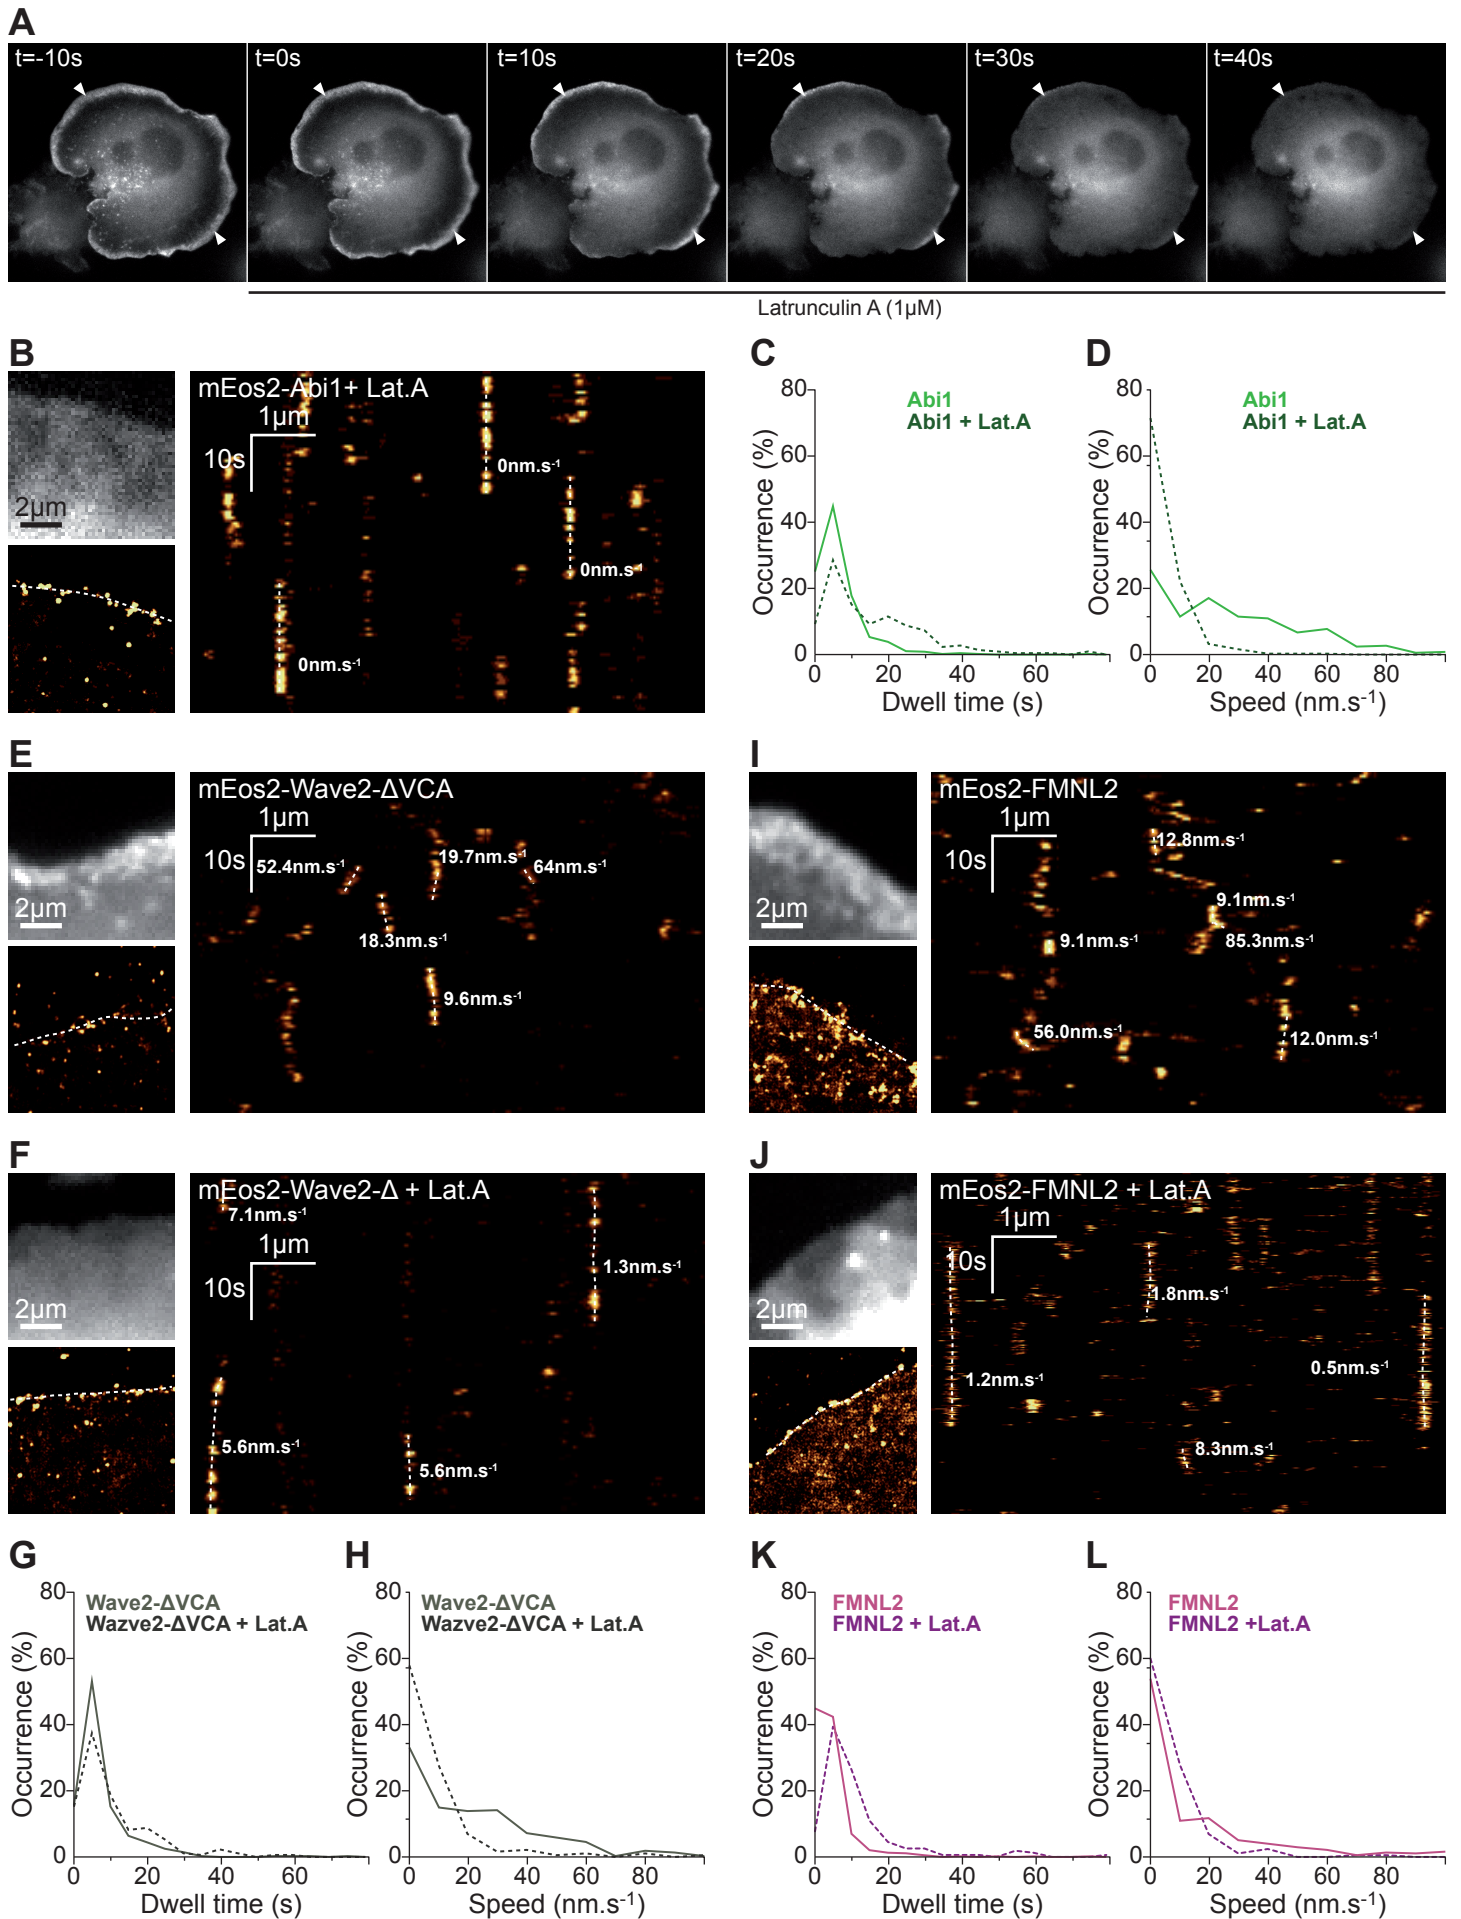 A
t=-10s
t=0s
t=10s
t=20s
t=30s
t=40s
Latrunculin A (1µM)
B
2µm
mEos2-Abi1+ Lat.A
1µm
10s
0nm.s⁻¹
0nm.s⁻¹
0nm.s⁻¹
C
80
60
40
20
0
0
20
40
60
Occurrence (%)
Dwell time (s)
Abi1
Abi1 + Lat.A
D
80
60
40
20
0
0
20
40
60
80
Occurrence (%)
Speed (nm.s⁻¹)
Abi1
Abi1 + Lat.A
E
2µm
mEos2-Wave2-ΔVCA
1µm
10s
52.4nm.s⁻¹
19.7nm.s⁻¹
64nm.s⁻¹
18.3nm.s⁻¹
9.6nm.s⁻¹
I
2µm
mEos2-FMNL2
1µm
10s
12.8nm.s⁻¹
9.1nm.s⁻¹
9.1nm.s⁻¹
85.3nm.s⁻¹
56.0nm.s⁻¹
12.0nm.s⁻¹
F
2µm
mEos2-Wave2-Δ + Lat.A
7.1nm.s⁻¹
1µm
10s
1.3nm.s⁻¹
5.6nm.s⁻¹
5.6nm.s⁻¹
J
2µm
mEos2-FMNL2 + Lat.A
1µm
10s
1.8nm.s⁻¹
1.2nm.s⁻¹
0.5nm.s⁻¹
8.3nm.s⁻¹
G
80
60
40
20
0
0
20
40
60
Occurrence (%)
Dwell time (s)
Wave2-ΔVCA
Wazve2-ΔVCA + Lat.A
H
80
60
40
20
0
0
20
40
60
80
Occurrence (%)
Speed (nm.s⁻¹)
Wave2-ΔVCA
Wazve2-ΔVCA + Lat.A
K
80
60
40
20
0
0
20
40
60
Occurrence (%)
Dwell time (s)
FMNL2
FMNL2 + Lat.A
L
80
60
40
20
0
0
20
40
60
80
Occurrence (%)
Speed (nm.s⁻¹)
FMNL2
FMNL2 +Lat.A